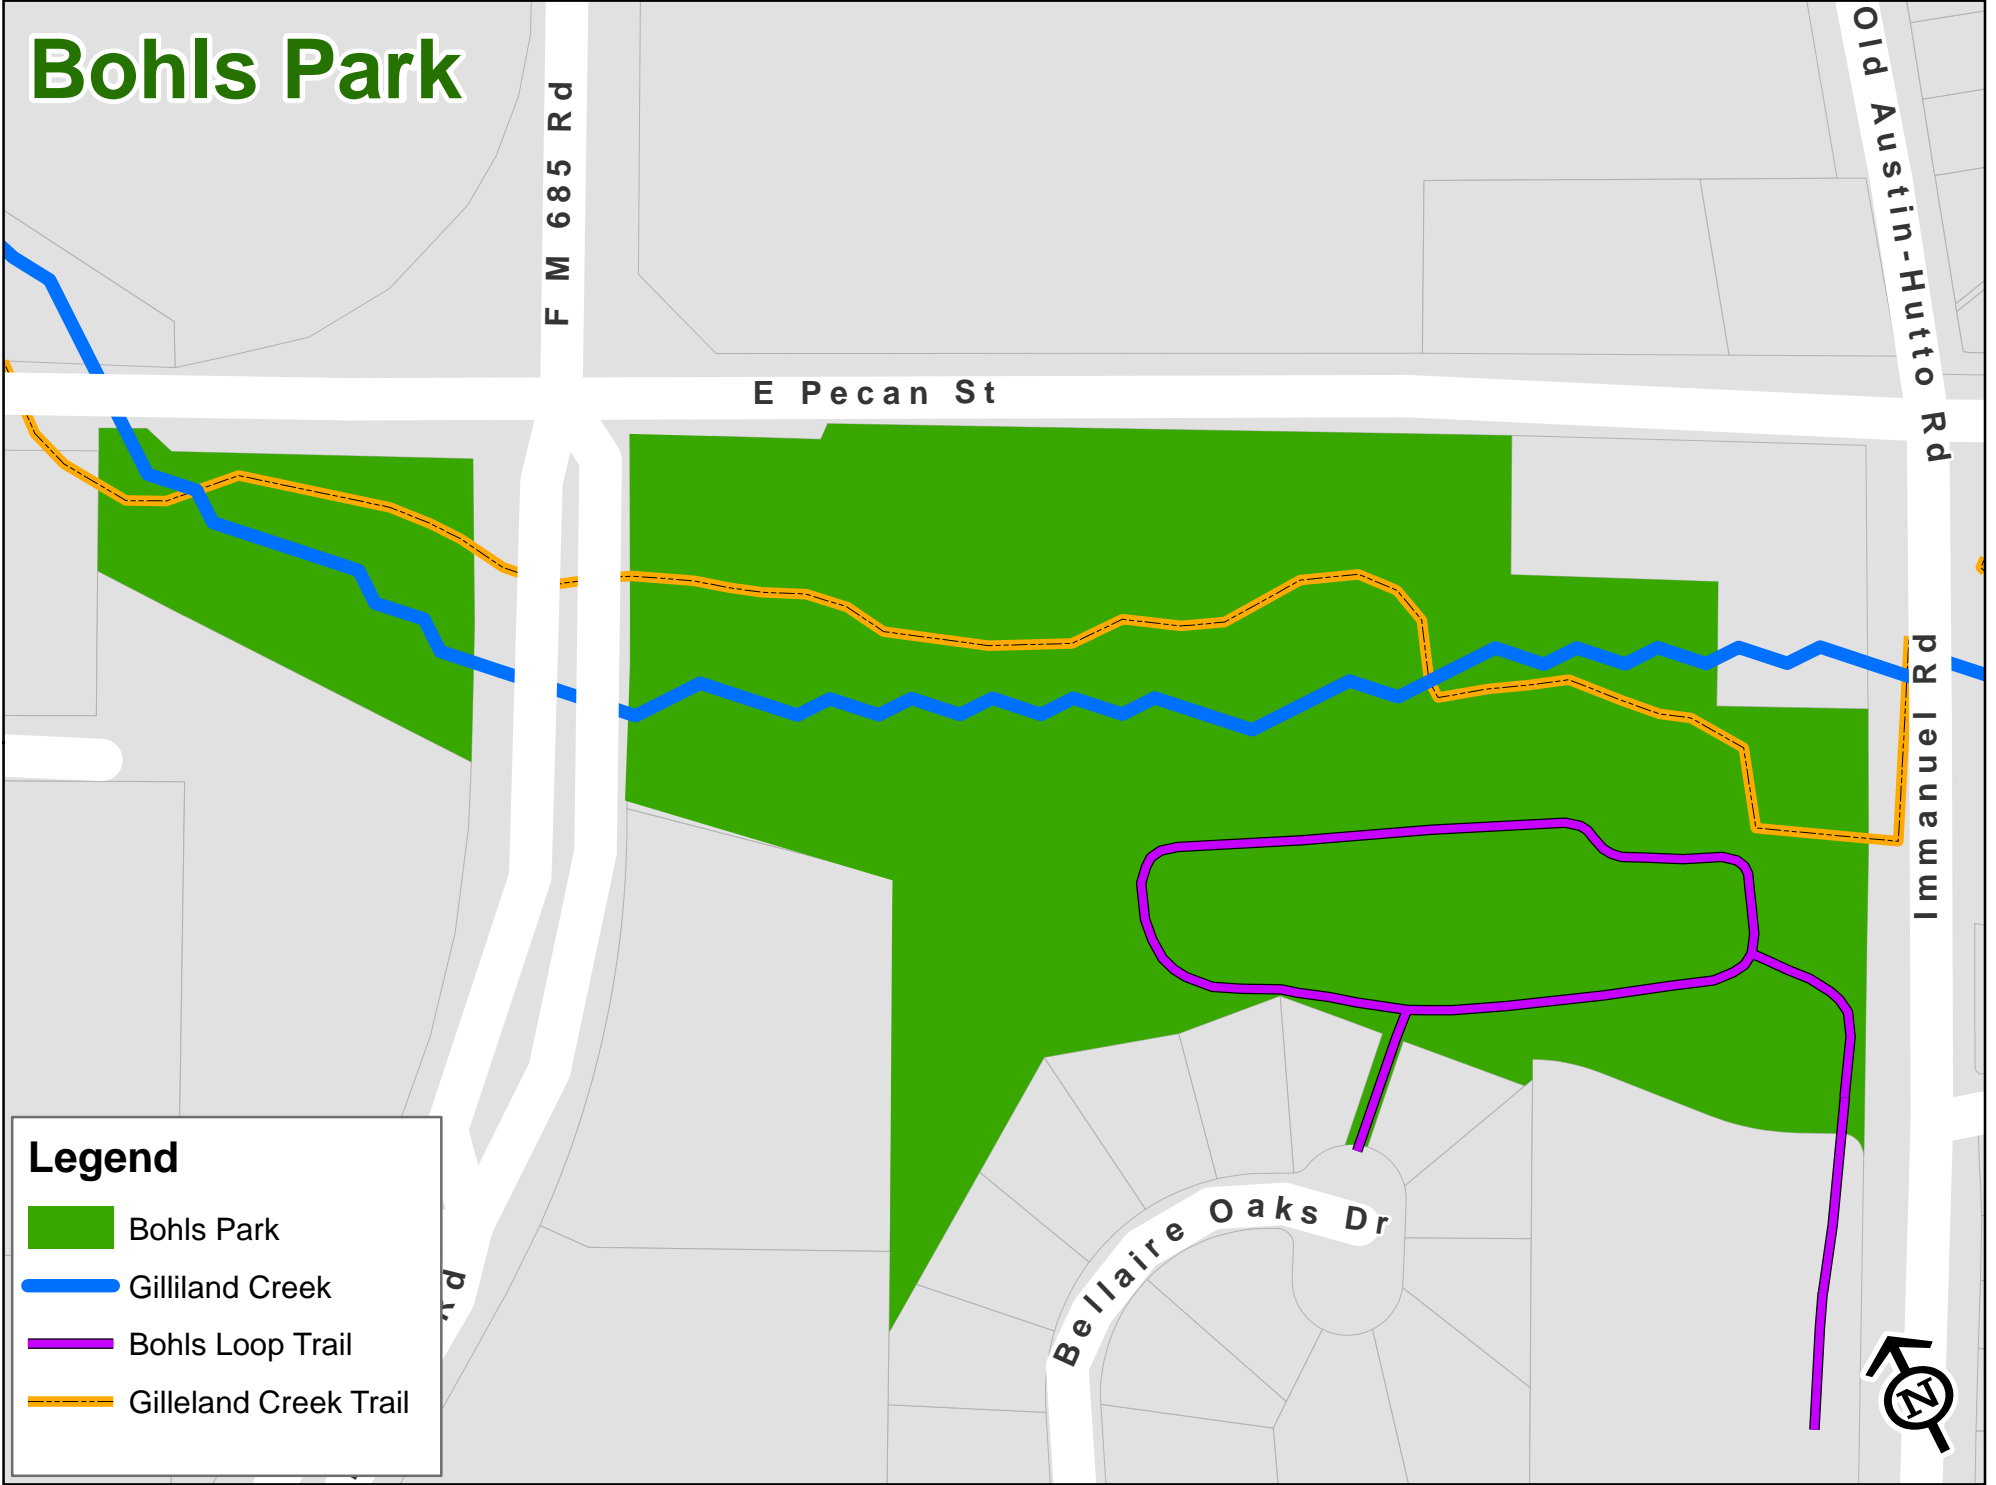 Bohls Park
F M 685 Rd
Old Austin-Hutto Rd
E Pecan St
Immanuel Rd
Bellaire Oaks Dr
Rd
Legend
Bohls Park
Gilliland Creek
Bohls Loop Trail
Gilleland Creek Trail
N